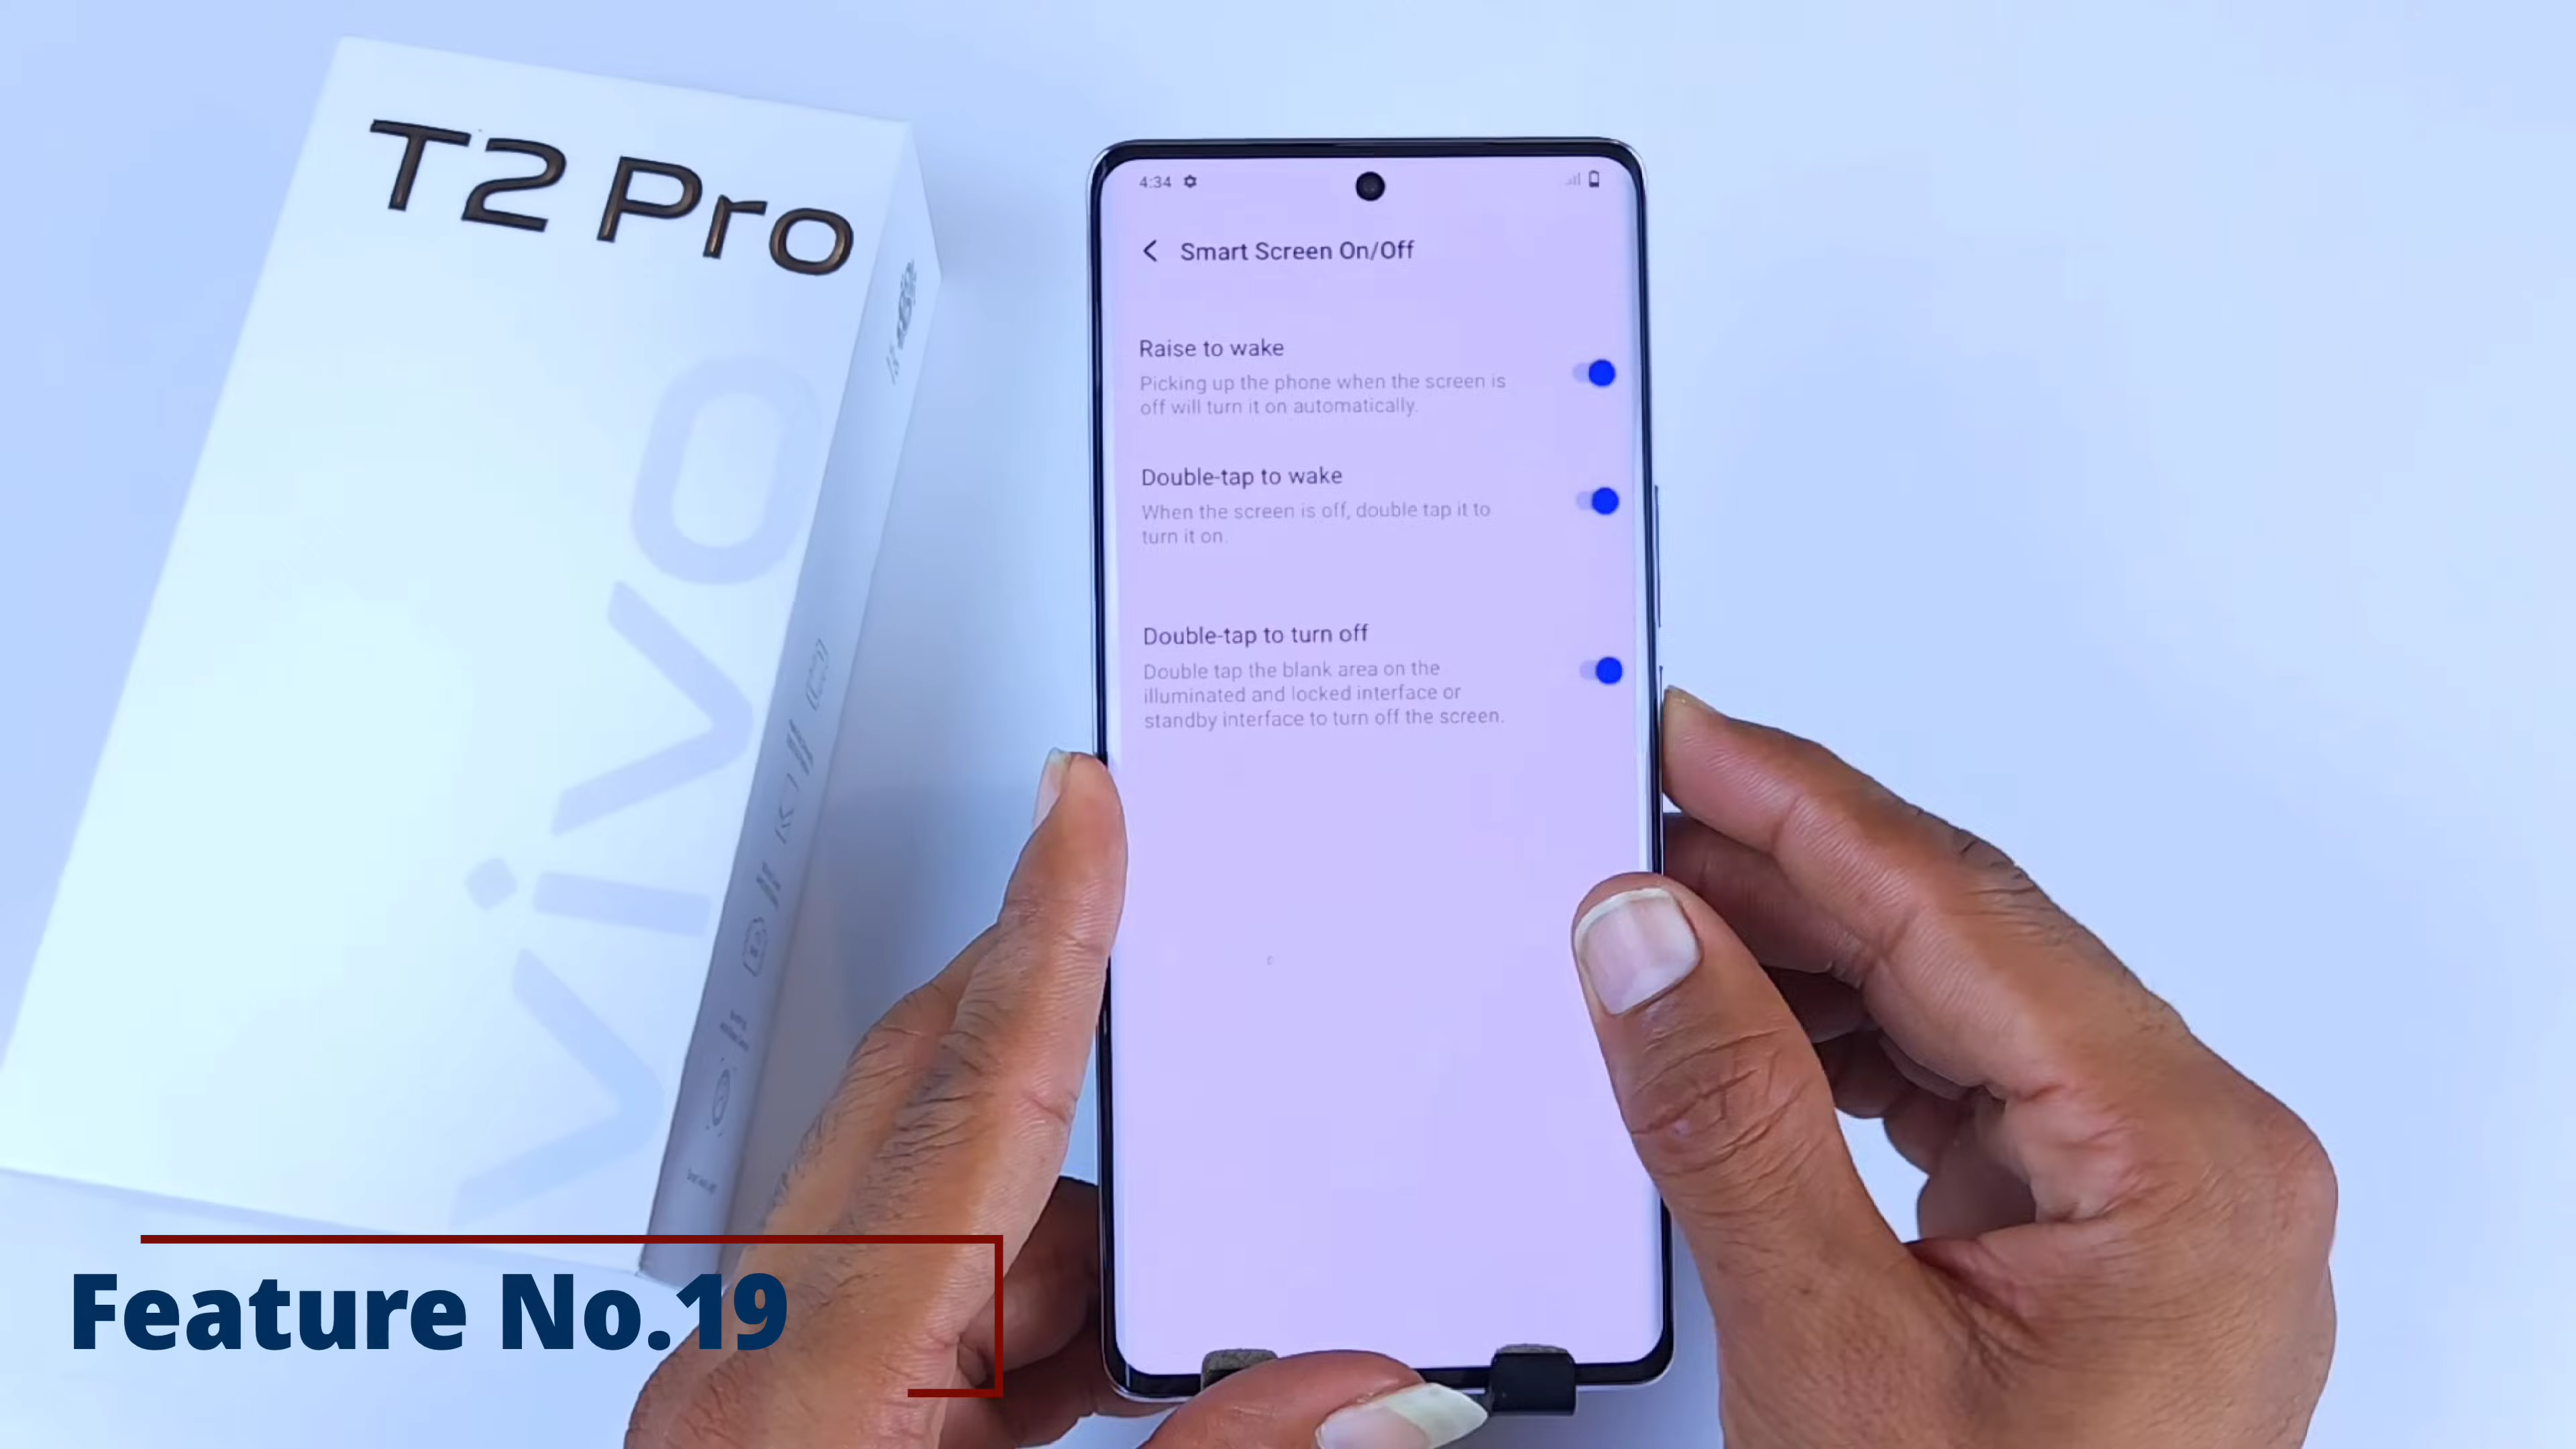 T2 Pro
vivo
4:34
Smart Screen On/Off
Raise to wake
Picking up the phone when the screen is
off will turn it on automatically.
Double-tap to wake
When the screen is off, double tap it to
turn it on.
Double-tap to turn off
Double tap the blank area on the
illuminated and locked interface or
standby interface to turn off the screen.
Feature No.19